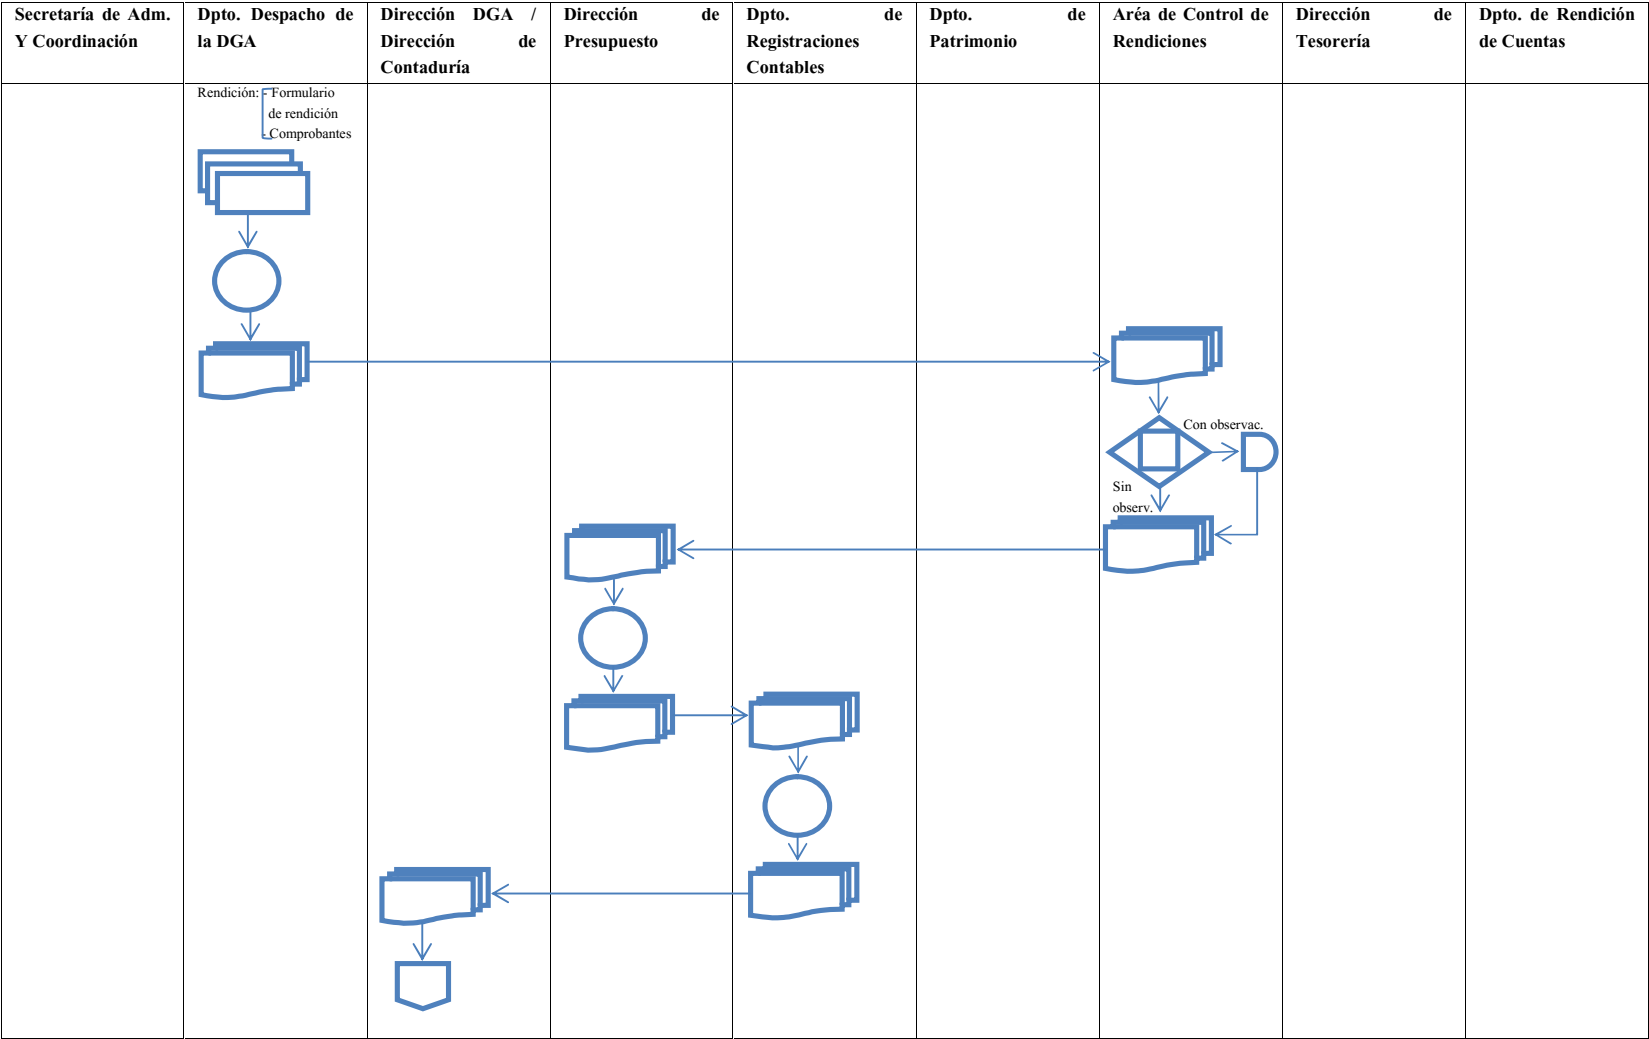 Secretaría de Adm.
Y Coordinación
Dpto. Despacho de
la DGA
Dirección DGA /
Dirección de
Contaduría
Dirección de
Presupuesto
Dpto. de
Registraciones
Contables
Dpto. de
Patrimonio
Aréa de Control de
Rendiciones
Dirección de
Tesorería
Dpto. de Rendición
de Cuentas
Rendición: - Formulario
de rendición
- Comprobantes
Con observac.
Sin
observ.